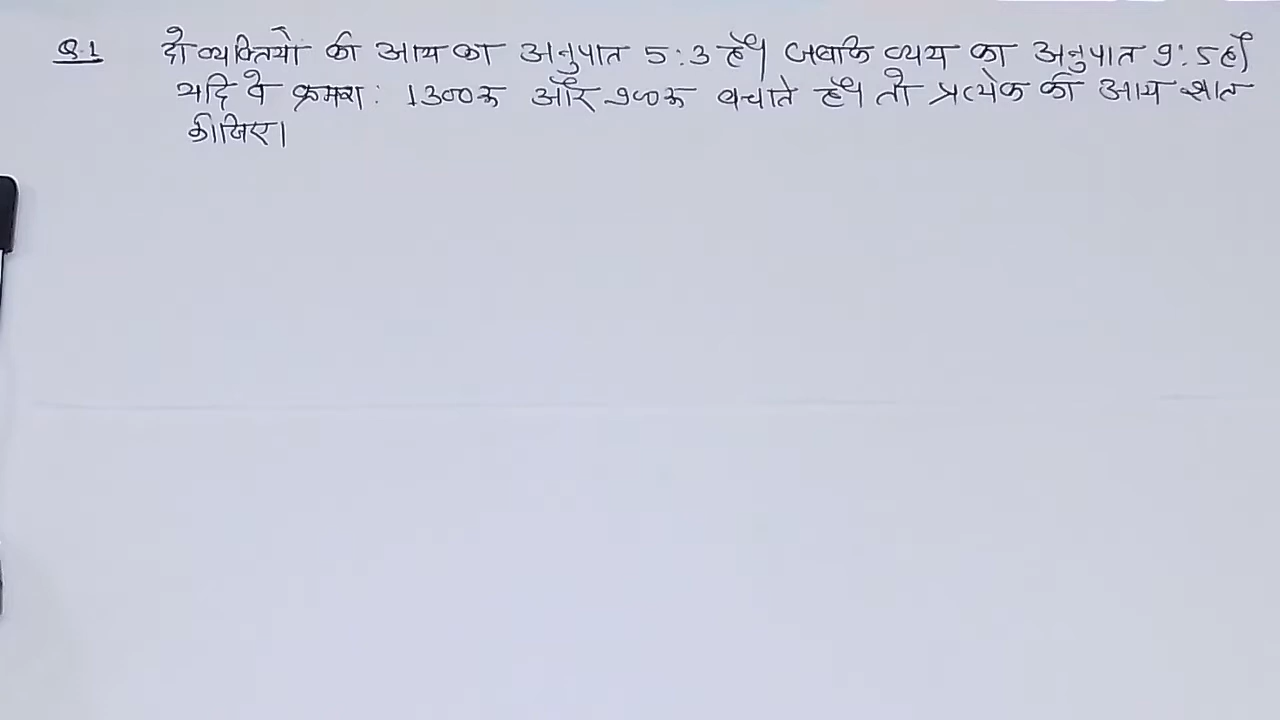 Q.1 दो व्यक्तियों की आय का अनुपात 5:3 है। जबकि व्यय का अनुपात 9:5 है।
यदि वे क्रमश: 1300रू और 900रू बचाते है। तो प्रत्येक की आय ज्ञात
कीजिए।